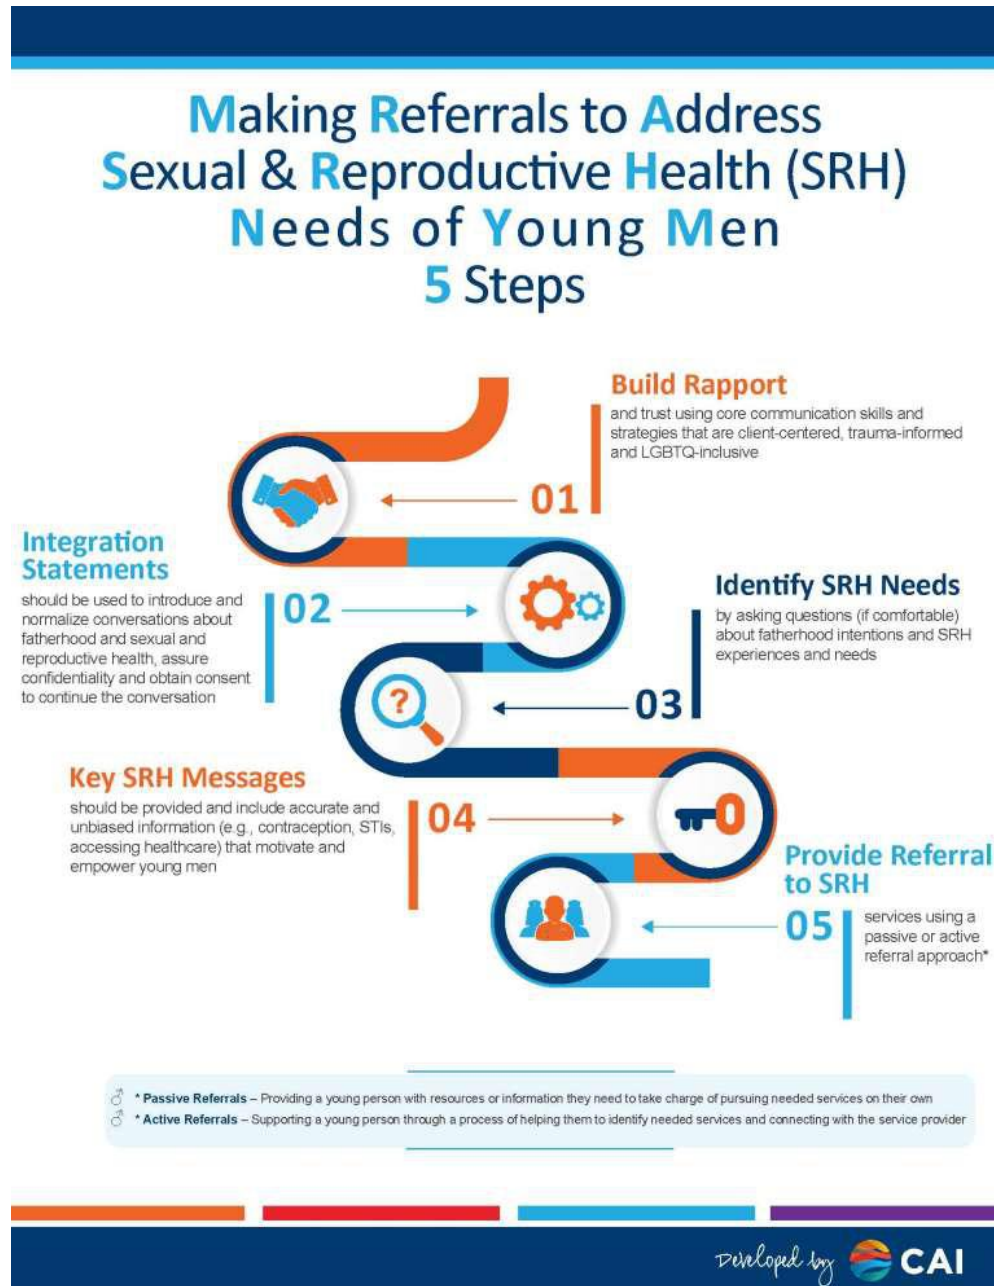 Making Referrals to Address
Sexual & Reproductive Health (SRH)
Needs of Young Men
5 Steps
Build Rapport
and trust using core communication skills and
strategies that are client-centered, trauma-informed
and LGBTQ-inclusive
01
Integration
Statements
should be used to introduce and
normalize conversations about
fatherhood and sexual and
reproductive health, assure
confidentiality and obtain consent
to continue the conversation
02
Identify SRH Needs
by asking questions (if comfortable)
about fatherhood intentions and SRH
experiences and needs
03
?
Key SRH Messages
should be provided and include accurate and
unbiased information (e.g., contraception, STIs,
accessing healthcare) that motivate and
empower young men
04
Provide Referral
to SRH
05
services using a
passive or active
referral approach*
* Passive Referrals – Providing a young person with resources or information they need to take charge of pursuing needed services on their own
* Active Referrals – Supporting a young person through a process of helping them to identify needed services and connecting with the service provider
Developed by CAI